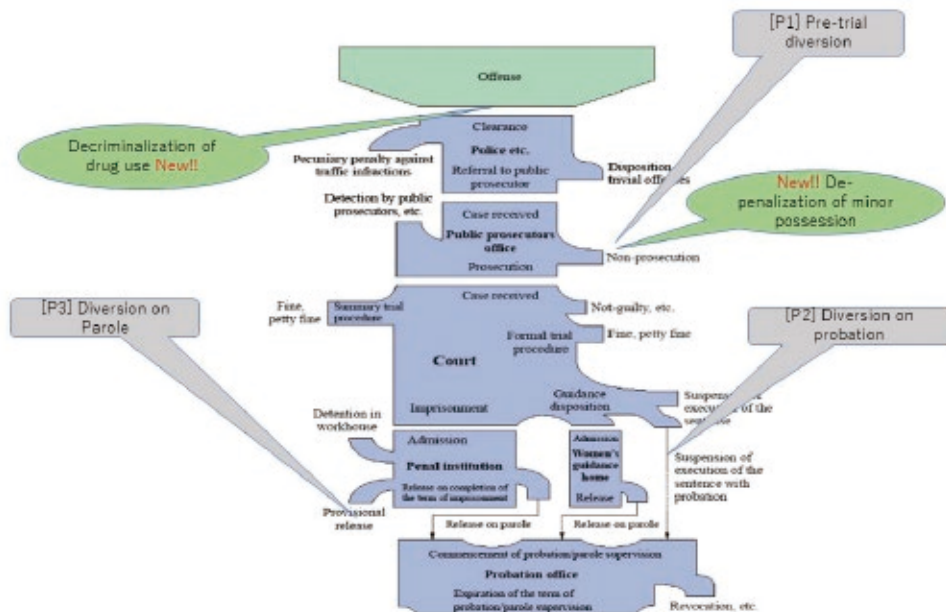 [P1] Pre-trial
diversion
Offense
Decriminalization of
drug use New!!
Clearance
Police etc.
Referral to public
prosecutor
Pecuniary penalty against
traffic infractions
Disposition
trivial offenses
New!! De-
penalization of minor
possession
Detection by public
prosecutors, etc.
Case received
Public prosecutors
office
Prosecution
Non-prosecution
[P3] Diversion on
Parole
Fine,
petty fine
Summary trial
procedure
Case received
Not-guilty, etc.
Formal trial
procedure
Fine, petty fine
[P2] Diversion on
probation
Court
Imprisonment
Guidance
disposition
Suspension of
execution of the
sentence
Detention in
workhouse
Admission
Penal institution
Release on completion of
the term of imprisonment
Admission
Women's
guidance
home
Release
Suspension of
execution of the
sentence with
probation
Provisional
release
Release on parole
Release on parole
Commencement of probation/parole supervision
Probation office
Expiration of the term of
probation/parole supervision
Revocation, etc.